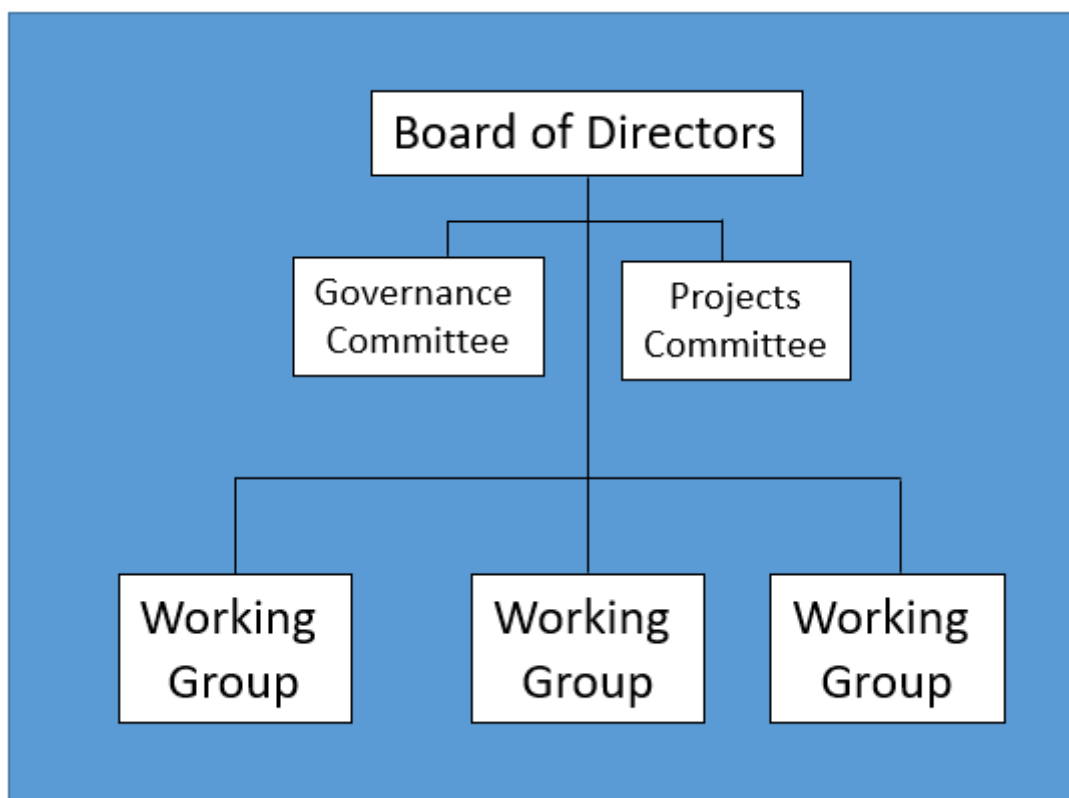 Board of Directors
Governance
Committee
Projects
Committee
Working
Group
Working
Group
Working
Group